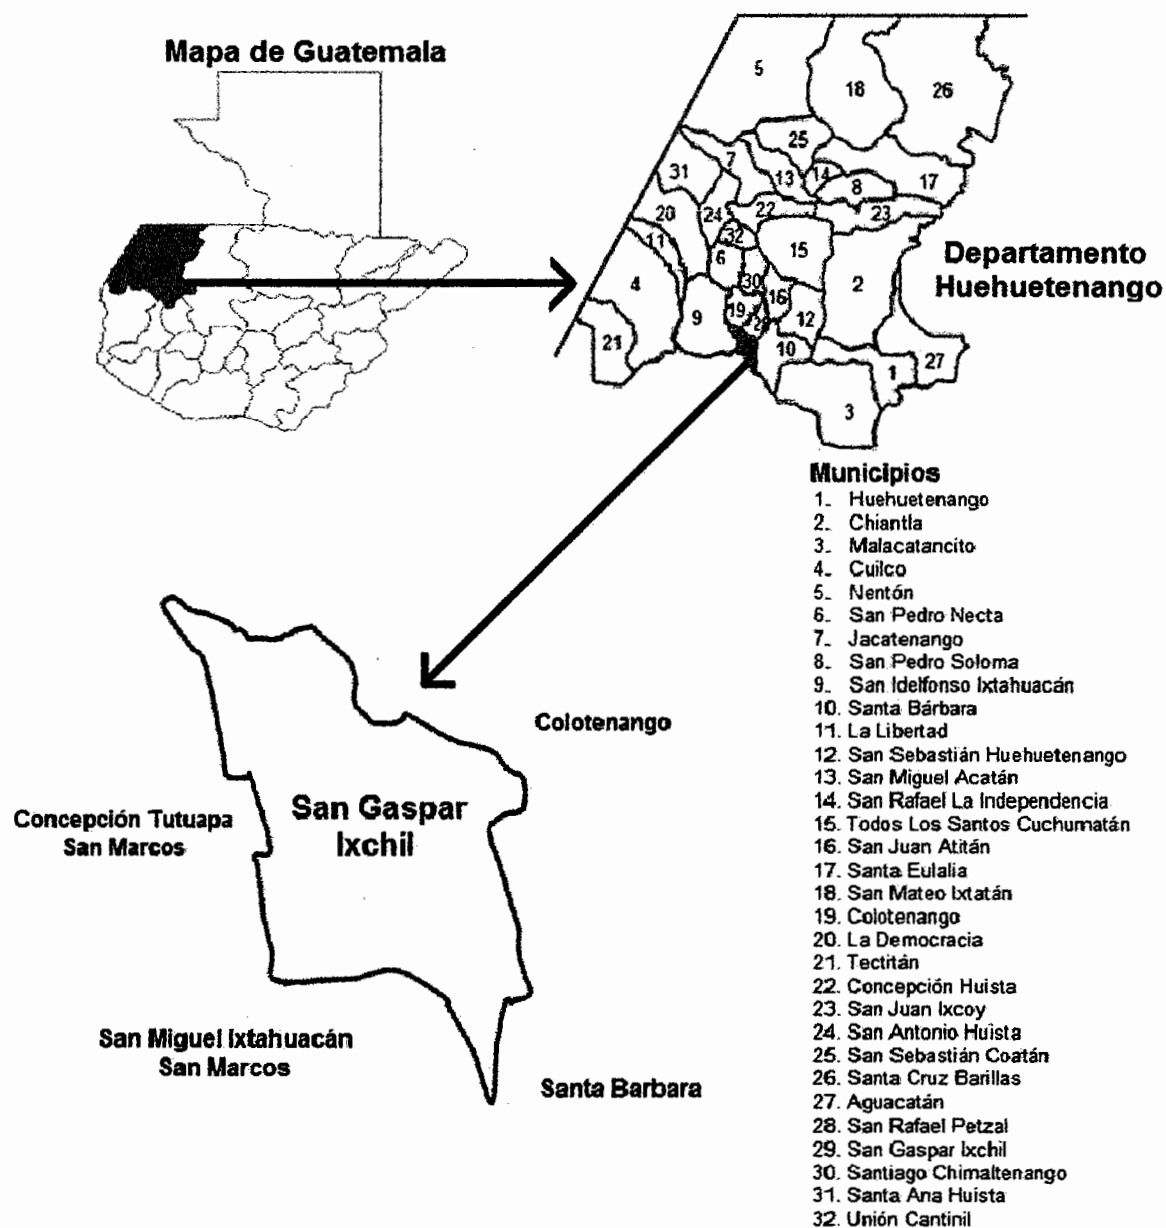 Mapa de Guatemala
5
18
26
25
7
31
13
14
8
17
20
24
22
23
32
11
15
6
4
30
2
16
9
19
12
21
10
1
27
3
Departamento
Huehuetenango
Municipios
1. Huehuetenango
2. Chiantla
3. Malacatancito
4. Cuilco
5. Nentón
6. San Pedro Necta
7. Jacatenango
8. San Pedro Soloma
9. San Idelfonso Ixtahuacán
10. Santa Bárbara
11. La Libertad
12. San Sebastián Huehuetenango
13. San Miguel Acatán
14. San Rafael La Independencia
15. Todos Los Santos Cuchumatán
16. San Juan Atitán
17. Santa Eulalia
18. San Mateo Ixtatán
19. Colotenango
20. La Democracia
21. Tectitán
22. Concepción Huista
23. San Juan Ixcoy
24. San Antonio Huista
25. San Sebastián Coatán
26. Santa Cruz Barillas
27. Aguacatán
28. San Rafael Petzal
29. San Gaspar Ixchil
30. Santiago Chimaltenango
31. Santa Ana Huista
32. Unión Cantinil
Colotenango
San Gaspar
Ixchil
Concepción Tutuapa
San Marcos
San Miguel Ixtahuacán
San Marcos
Santa Barbara